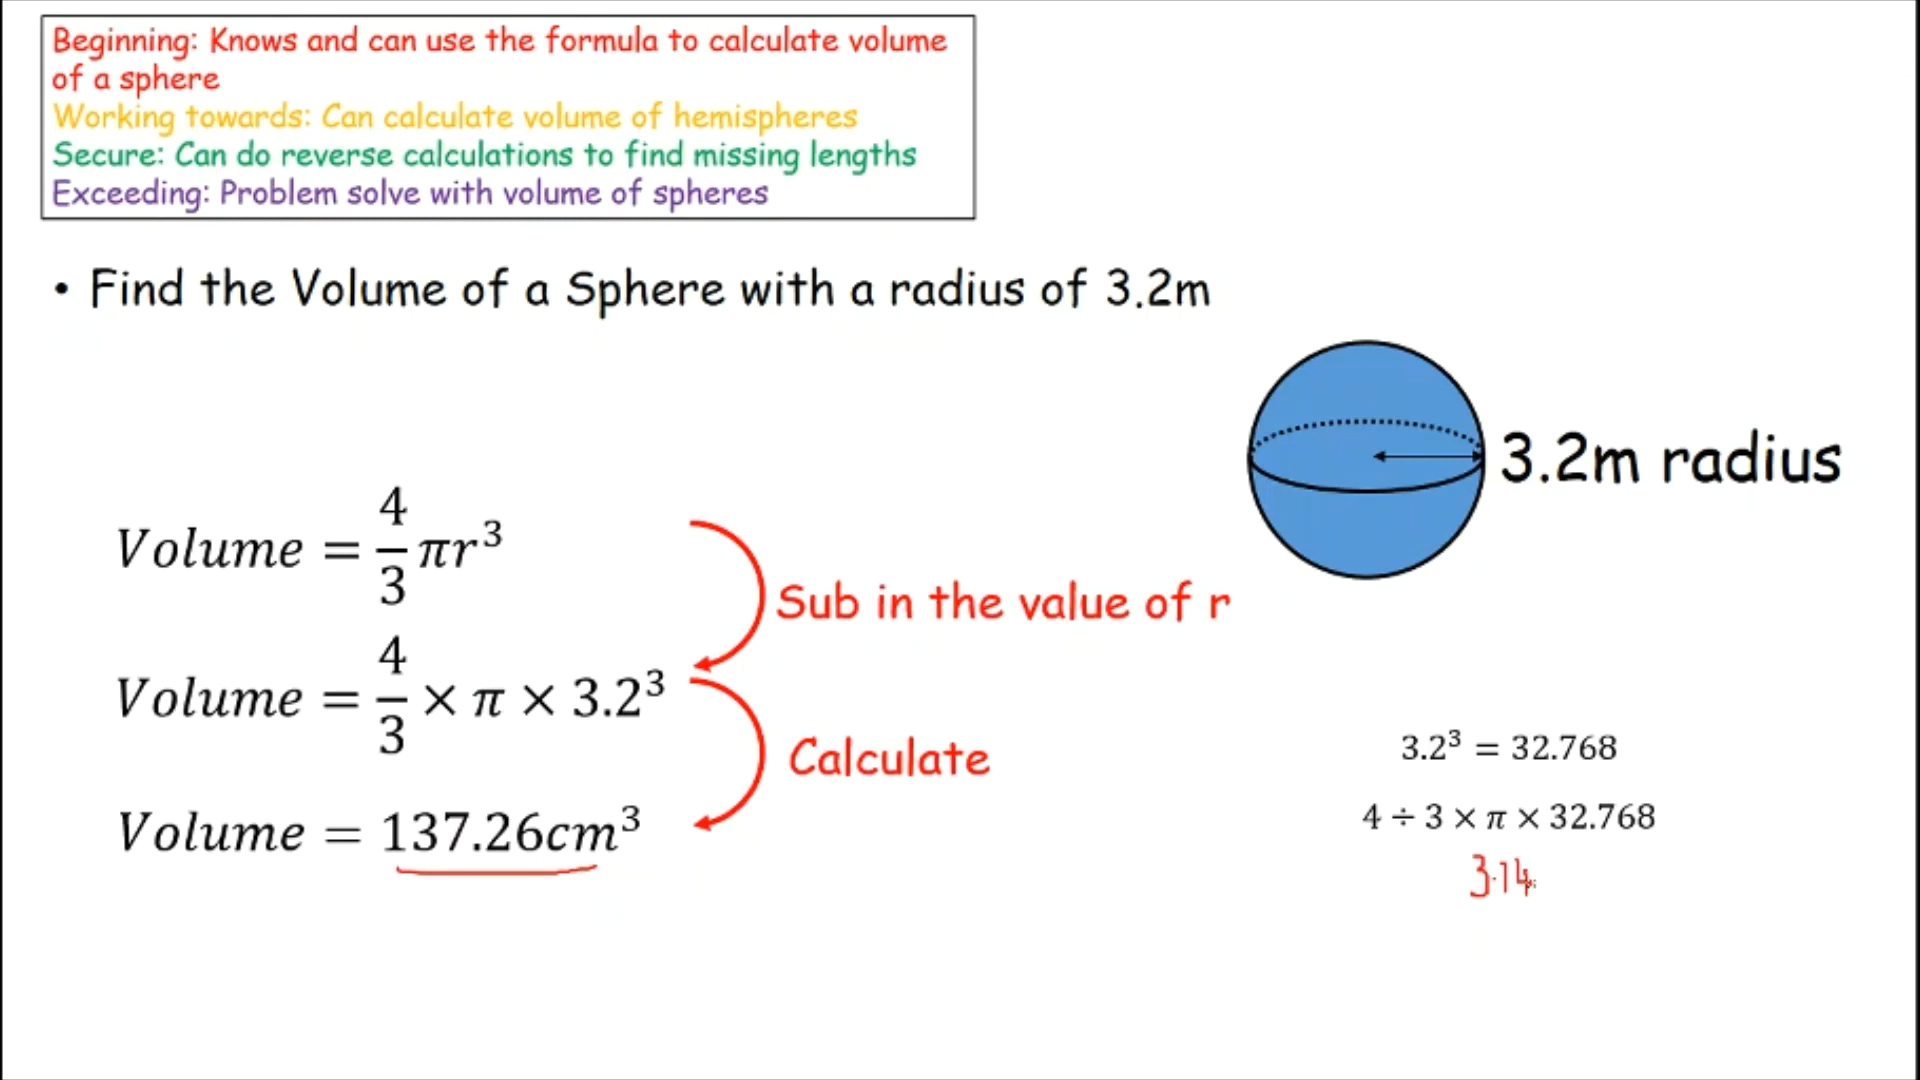 Beginning: Knows and can use the formula to calculate volume
of a sphere
Working towards: Can calculate volume of hemispheres
Secure: Can do reverse calculations to find missing lengths
Exceeding: Problem solve with volume of spheres
• Find the Volume of a Sphere with a radius of 3.2m
3.2m radius
Volume = 4/3 πr³
Sub in the value of r
Volume = 4/3 × π × 3.2³
Calculate
Volume = 137.26cm³
3.2³ = 32.768
4 ÷ 3 × π × 32.768
3.14